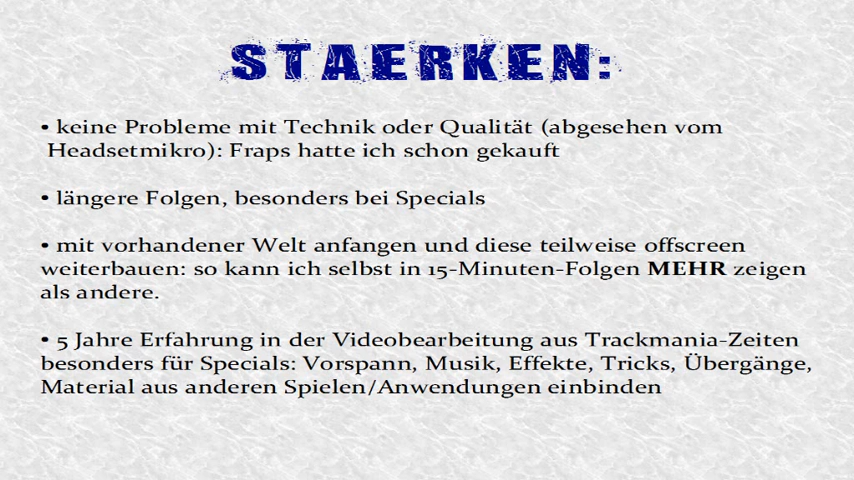 STAERKEN:
• keine Probleme mit Technik oder Qualität (abgesehen vom
Headsetmikro): Fraps hatte ich schon gekauft
• längere Folgen, besonders bei Specials
• mit vorhandener Welt anfangen und diese teilweise offscreen
weiterbauen: so kann ich selbst in 15-Minuten-Folgen MEHR zeigen
als andere.
• 5 Jahre Erfahrung in der Videobearbeitung aus Trackmania-Zeiten
besonders für Specials: Vorspann, Musik, Effekte, Tricks, Übergänge,
Material aus anderen Spielen/Anwendungen einbinden